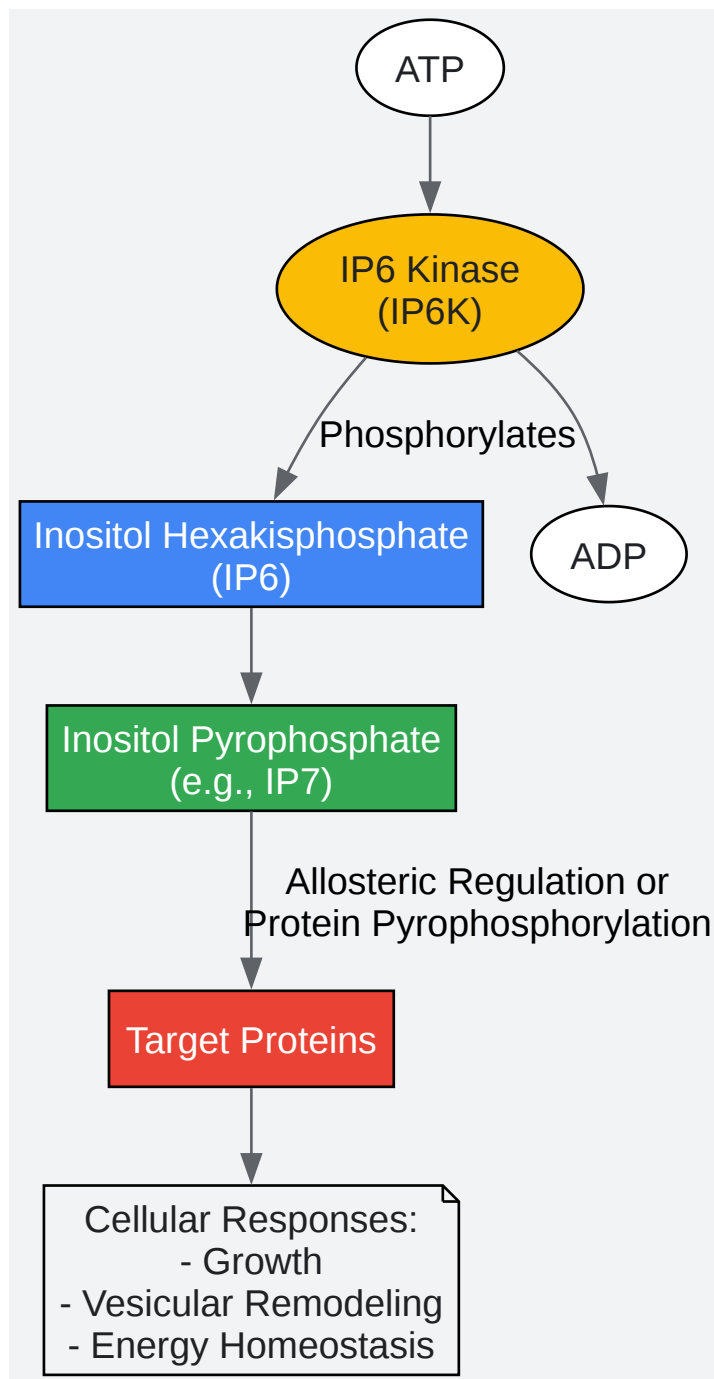 ATP
IP6 Kinase
(IP6K)
Phosphorylates
Inositol Hexakisphosphate
(IP6)
ADP
Inositol Pyrophosphate
(e.g., IP7)
Allosteric Regulation or
Protein Pyrophosphorylation
Target Proteins
Cellular Responses:
- Growth
- Vesicular Remodeling
- Energy Homeostasis